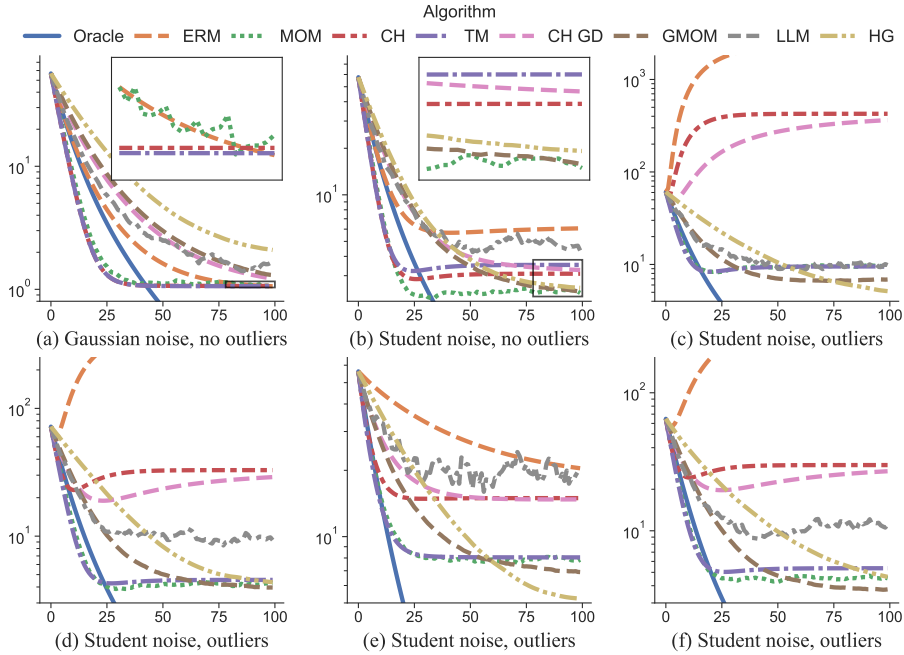 Algorithm
Oracle ERM MOM CH TM CH GD GMOM LLM HG
10¹
10⁰
0 25 50 75 100
(a) Gaussian noise, no outliers
10¹
0 25 50 75 100
(b) Student noise, no outliers
10³
10²
10¹
0 25 50 75 100
(c) Student noise, outliers
10²
10¹
0 25 50 75 100
(d) Student noise, outliers
10¹
0 25 50 75 100
(e) Student noise, outliers
10²
10¹
0 25 50 75 100
(f) Student noise, outliers